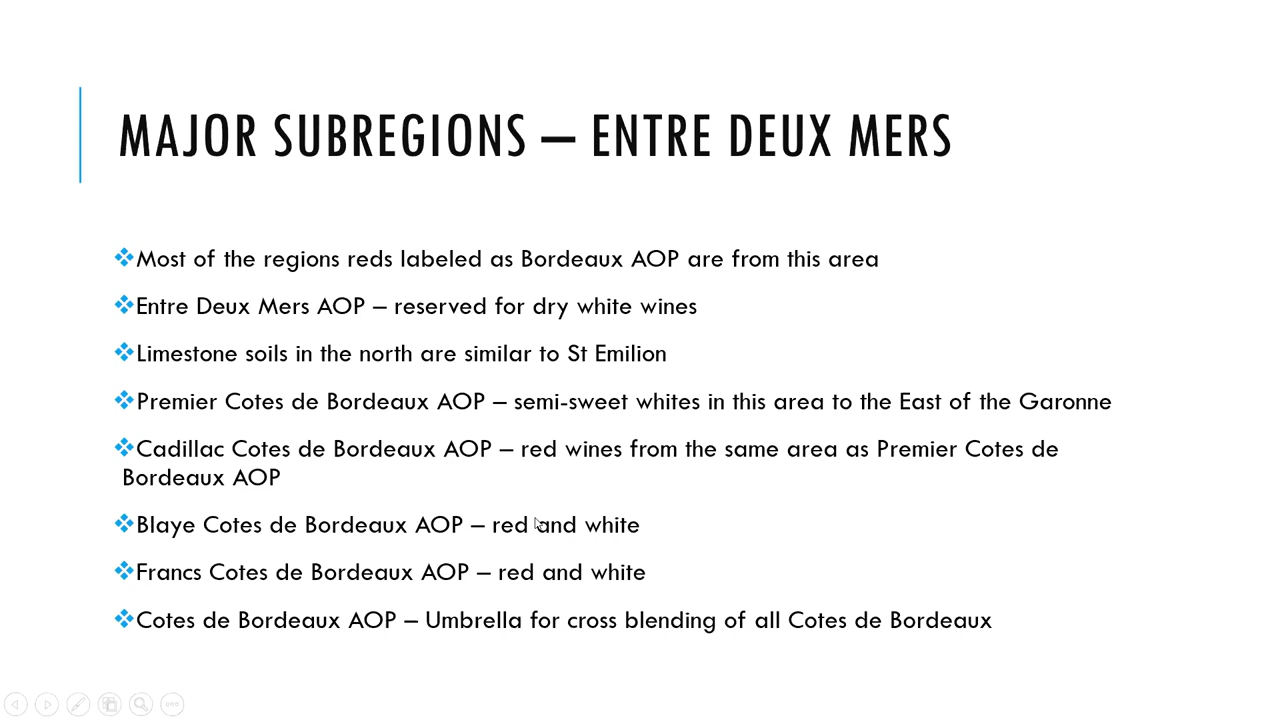 MAJOR SUBREGIONS – ENTRE DEUX MERS
Most of the regions reds labeled as Bordeaux AOP are from this area
Entre Deux Mers AOP – reserved for dry white wines
Limestone soils in the north are similar to St Emilion
Premier Cotes de Bordeaux AOP – semi-sweet whites in this area to the East of the Garonne
Cadillac Cotes de Bordeaux AOP – red wines from the same area as Premier Cotes de
Bordeaux AOP
Blaye Cotes de Bordeaux AOP – red and white
Francs Cotes de Bordeaux AOP – red and white
Cotes de Bordeaux AOP – Umbrella for cross blending of all Cotes de Bordeaux